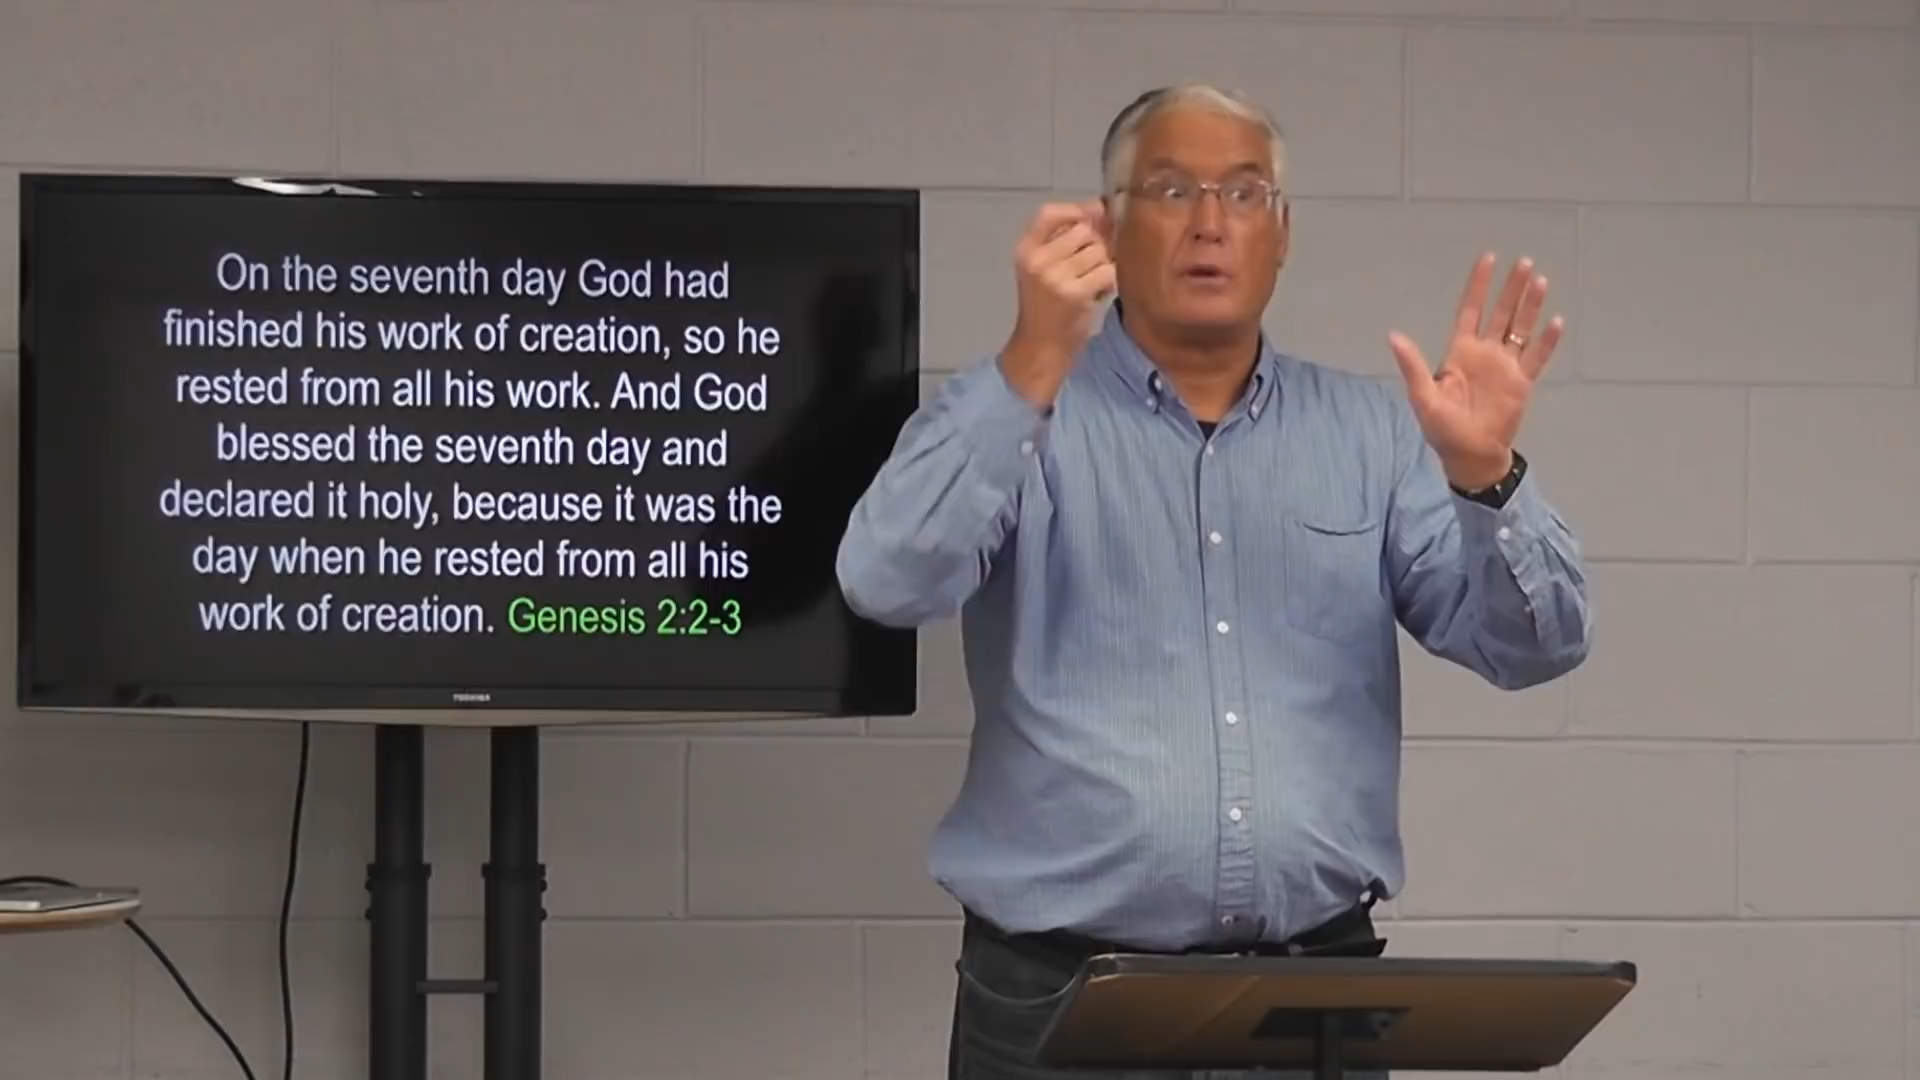 On the seventh day God had
finished his work of creation, so he
rested from all his work. And God
blessed the seventh day and
declared it holy, because it was the
day when he rested from all his
work of creation. Genesis 2:2-3
TOSHIBA